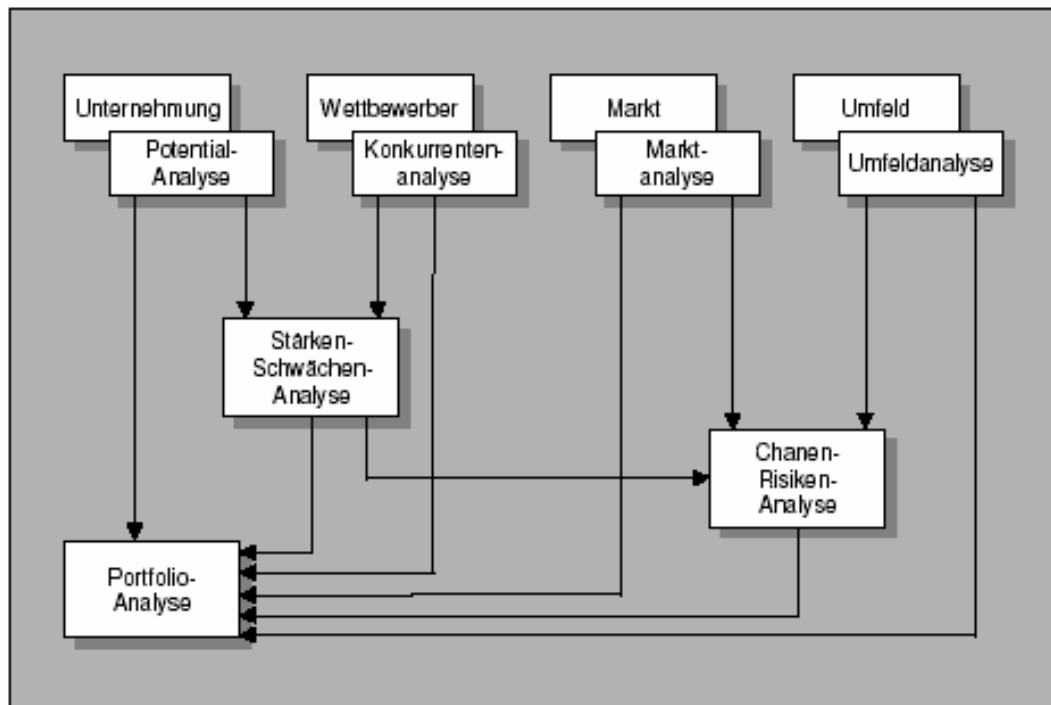 Unternehmung
Potential-
Analyse
Wettbewerber
Konkurrenten-
analyse
Markt
Markt-
analyse
Umfeld
Umfeldanalyse
Stärken-
Schwächen-
Analyse
Chanen-
Risiken-
Analyse
Portfolio-
Analyse